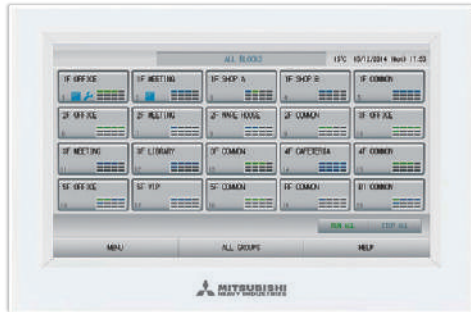 ALL BLOCKS 15°C 10/12/2014 (Mon) 17:53
1F OFFICE 1F MEETING 1F SHOP A 1F SHOP B 1F COMMON
2F OFFICE 2F MEETING 2F WARE HOUSE 2F COMMON 3F OFFICE
3F MEETING 3F LIBRARY 3F COMMON 4F CAFETERIA 4F COMMON
5F OFFICE 5F VIP 5F COMMON RF COMMON B1 COMMON
RUN ALL STOP ALL
MENU ALL GROUPS HELP
MITSUBISHI
HEAVY INDUSTRIES